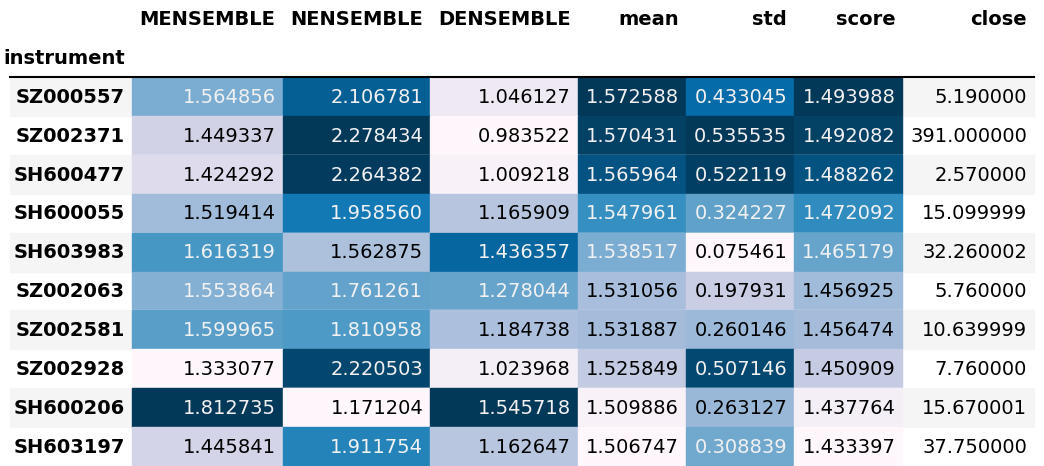 MENSEMBLE NENSEMBLE DENSEMBLE mean std score close
instrument
SZ000557 1.564856 2.106781 1.046127 1.572588 0.433045 1.493988 5.190000
SZ002371 1.449337 2.278434 0.983522 1.570431 0.535535 1.492082 391.000000
SH600477 1.424292 2.264382 1.009218 1.565964 0.522119 1.488262 2.570000
SH600055 1.519414 1.958560 1.165909 1.547961 0.324227 1.472092 15.099999
SH603983 1.616319 1.562875 1.436357 1.538517 0.075461 1.465179 32.260002
SZ002063 1.553864 1.761261 1.278044 1.531056 0.197931 1.456925 5.760000
SZ002581 1.599965 1.810958 1.184738 1.531887 0.260146 1.456474 10.639999
SZ002928 1.333077 2.220503 1.023968 1.525849 0.507146 1.450909 7.760000
SH600206 1.812735 1.171204 1.545718 1.509886 0.263127 1.437764 15.670001
SH603197 1.445841 1.911754 1.162647 1.506747 0.308839 1.433397 37.750000